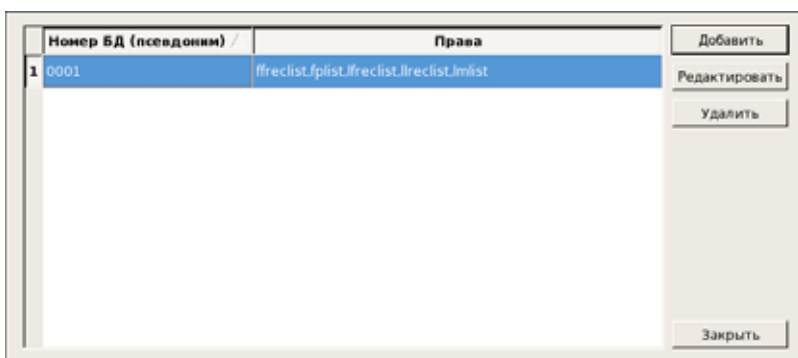 Номер БД (псевдоним) Права Добавить
1 0001 ffreclist,fplist,lfreclist,llreclist,lmlist Редактировать
Удалить
Закрыть